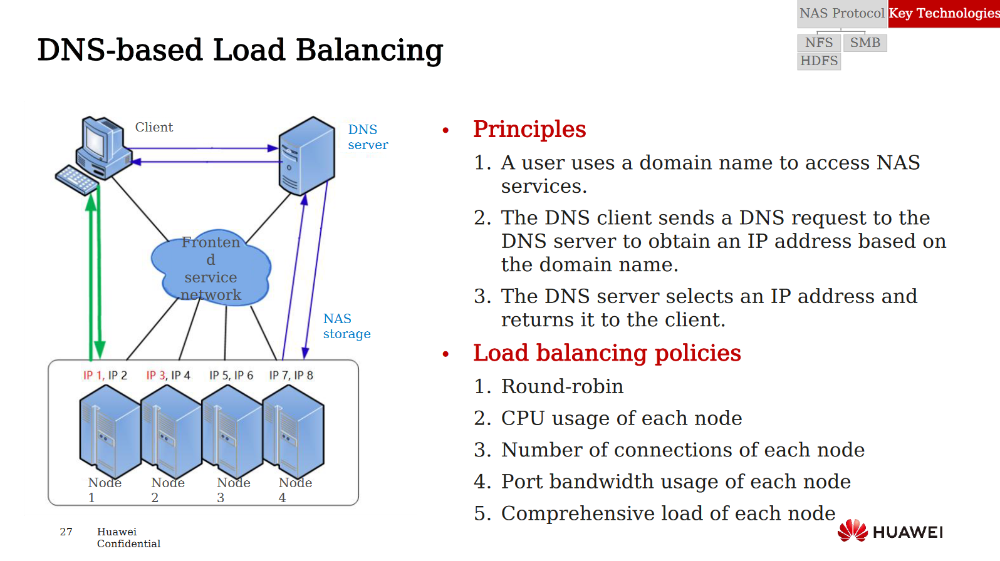 NAS Protocol
Key Technologies
NFS
SMB
HDFS
DNS-based Load Balancing
Client
DNS
server
Fronten
d
service
network
NAS
storage
IP 1, IP 2
IP 3, IP 4
IP 5, IP 6
IP 7, IP 8
Node
1
Node
2
Node
3
Node
4
• Principles
1. A user uses a domain name to access NAS
services.
2. The DNS client sends a DNS request to the
DNS server to obtain an IP address based on
the domain name.
3. The DNS server selects an IP address and
returns it to the client.
• Load balancing policies
1. Round-robin
2. CPU usage of each node
3. Number of connections of each node
4. Port bandwidth usage of each node
5. Comprehensive load of each node
27
Huawei
Confidential
HUAWEI